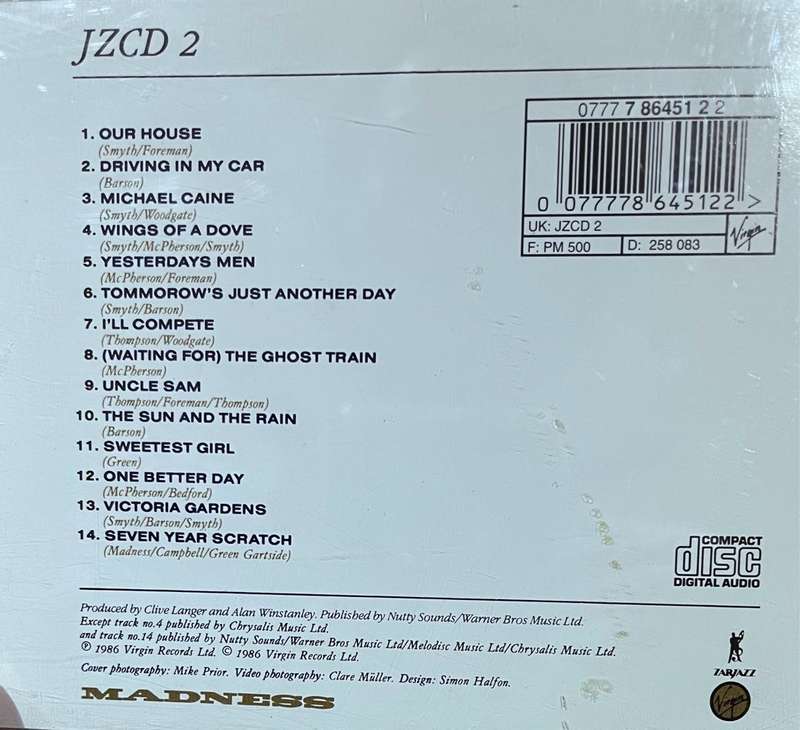 JZCD 2
0777 7 86451 2 2
0 077778 645122 >
UK: JZCD 2
F: PM 500
D: 258 083
Virgin
1. OUR HOUSE
(Smyth/Foreman)
2. DRIVING IN MY CAR
(Barson)
3. MICHAEL CAINE
(Smyth/Woodgate)
4. WINGS OF A DOVE
(Smyth/McPherson/Smyth)
5. YESTERDAYS MEN
(McPherson/Foreman)
6. TOMMOROW'S JUST ANOTHER DAY
(Smyth/Barson)
7. I'LL COMPETE
(Thompson/Woodgate)
8. (WAITING FOR) THE GHOST TRAIN
(McPherson)
9. UNCLE SAM
(Thompson/Foreman/Thompson)
10. THE SUN AND THE RAIN
(Barson)
11. SWEETEST GIRL
(Green)
12. ONE BETTER DAY
(McPherson/Bedford)
13. VICTORIA GARDENS
(Smyth/Barson/Smyth)
14. SEVEN YEAR SCRATCH
(Madness/Campbell/Green Gartside)
COMPACT
disc
DIGITAL AUDIO
Produced by Clive Langer and Alan Winstanley. Published by Nutty Sounds/Warner Bros Music Ltd.
Except track no.4 published by Chrysalis Music Ltd.
and track no.14 published by Nutty Sounds/Warner Bros Music Ltd/Melodisc Music Ltd/Chrysalis Music Ltd.
℗ 1986 Virgin Records Ltd. © 1986 Virgin Records Ltd.
Cover photography: Mike Prior. Video photography: Clare Müller. Design: Simon Halfon.
MADNESS
ZARJAZZ
Virgin